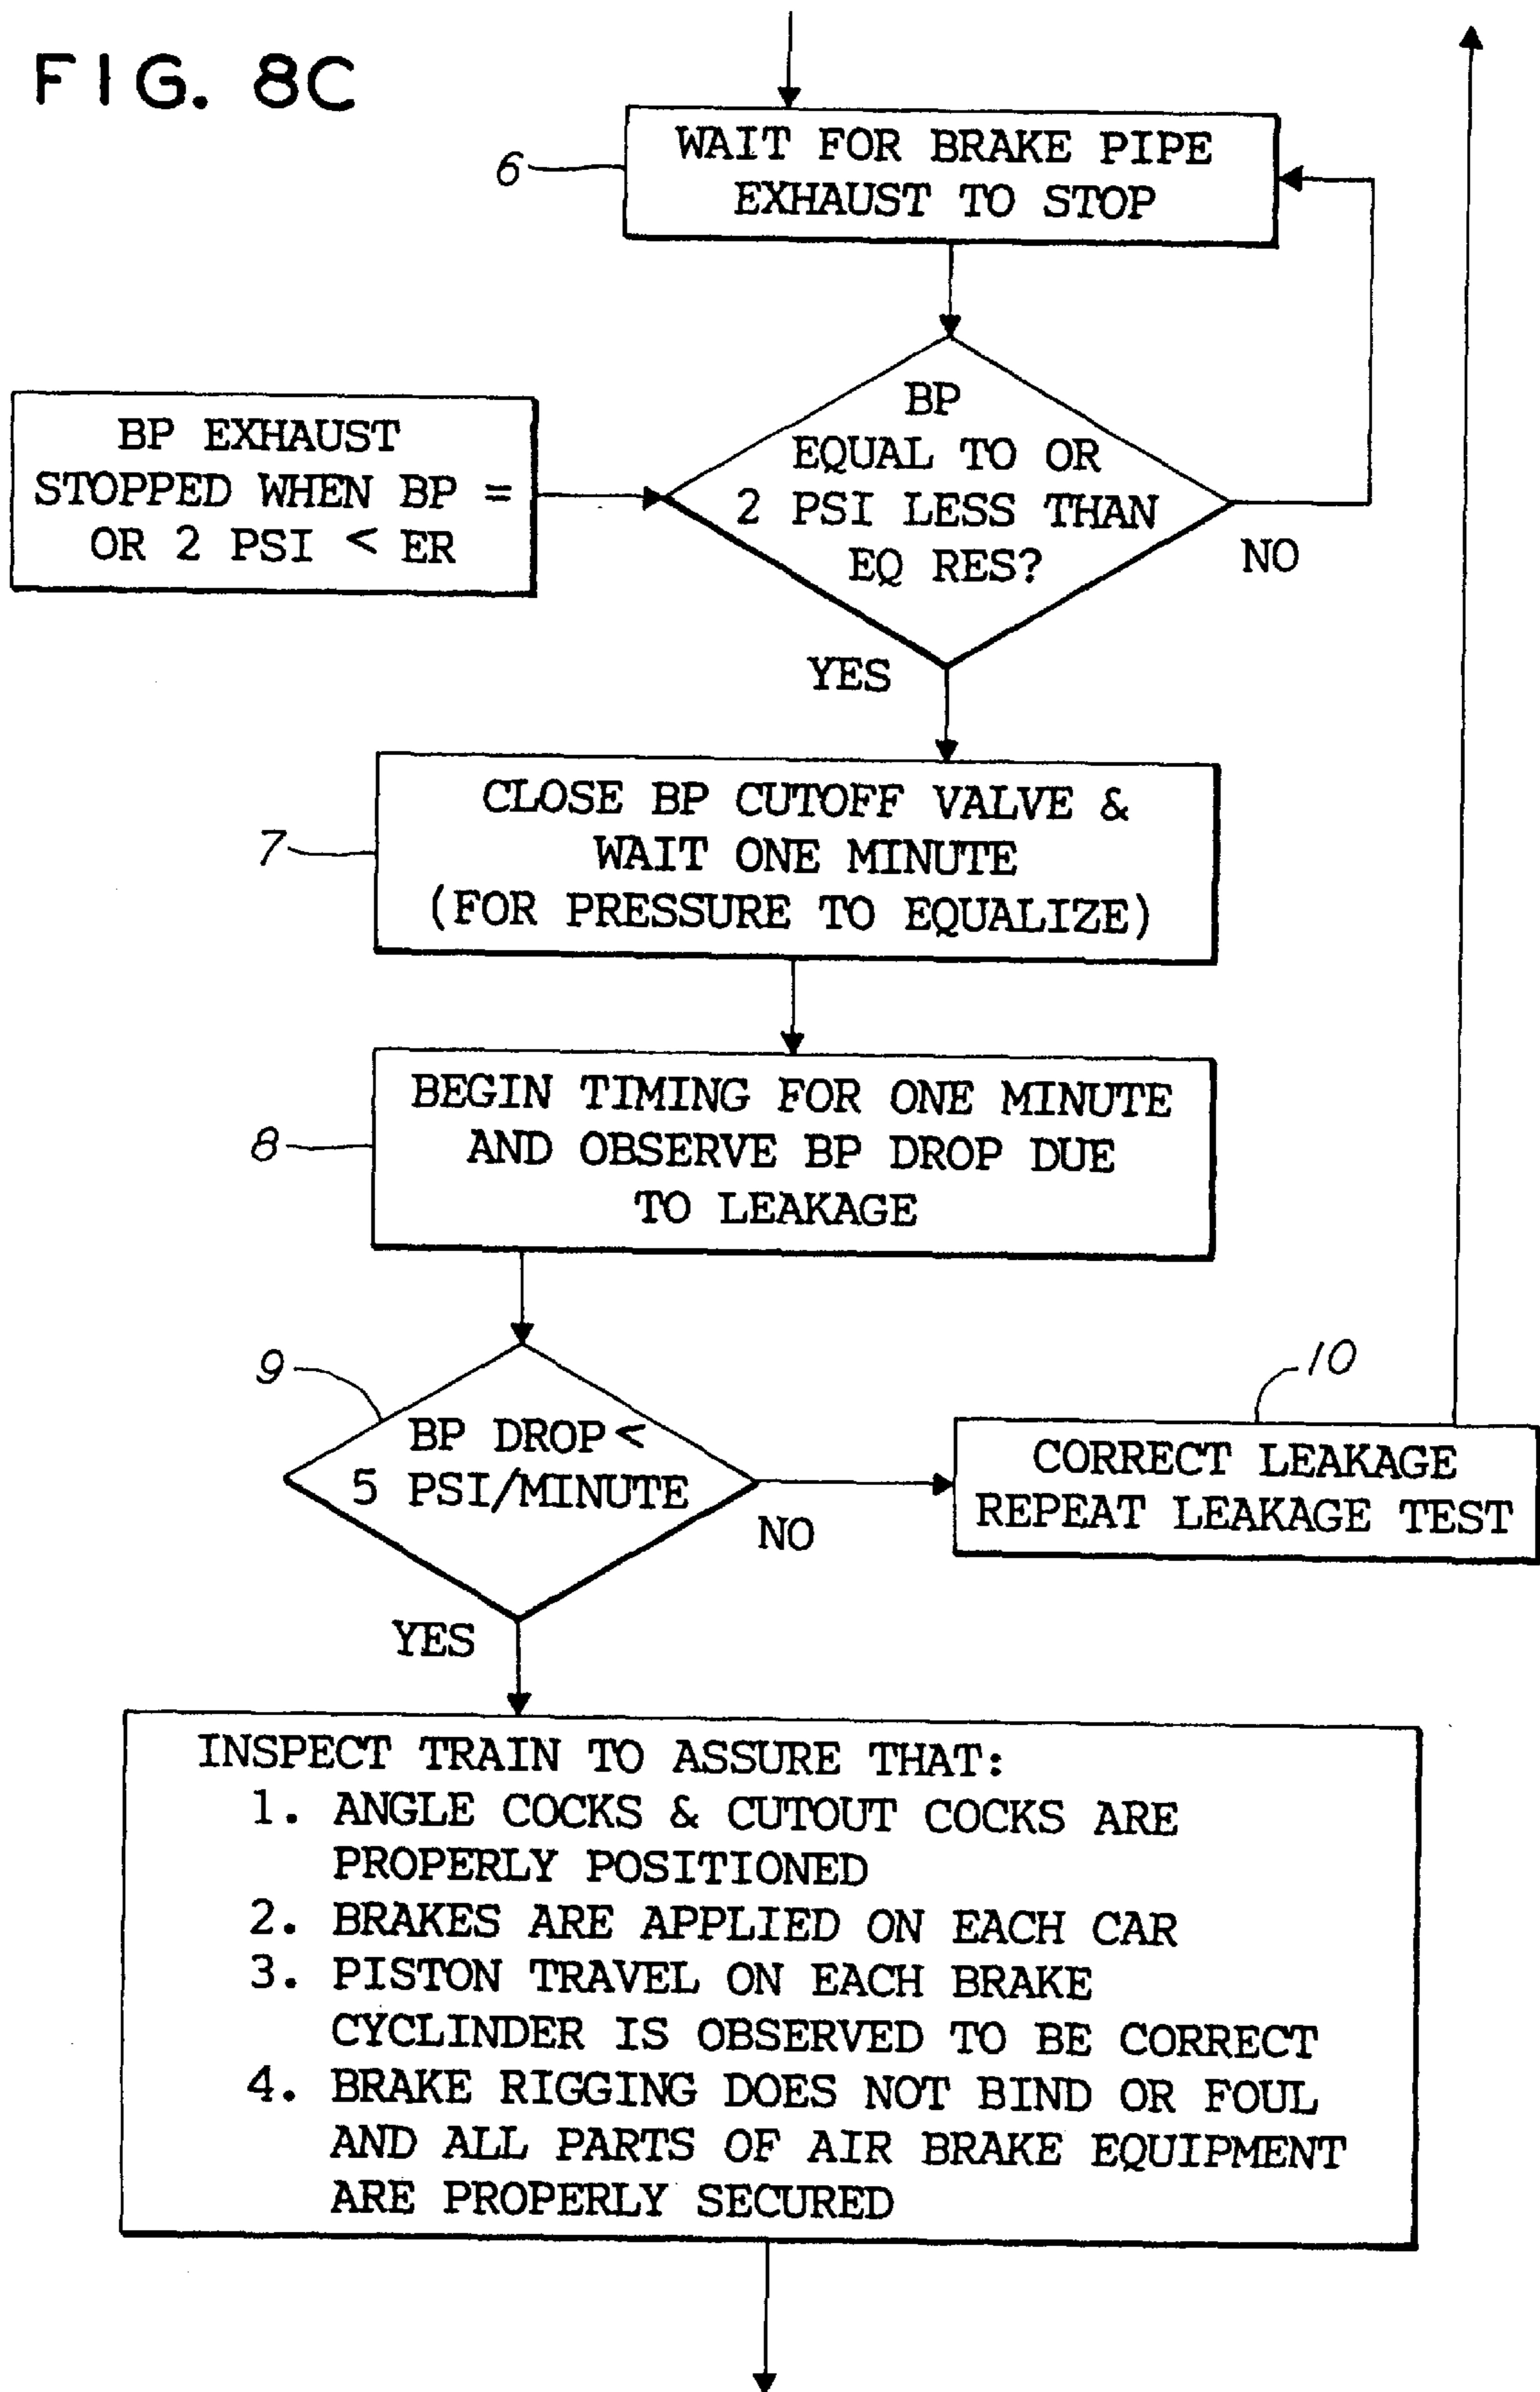 FIG. 8C
6
WAIT FOR BRAKE PIPE
EXHAUST TO STOP
BP EXHAUST
STOPPED WHEN BP =
OR 2 PSI < ER
BP
EQUAL TO OR
2 PSI LESS THAN
EQ RES?
NO
YES
7
CLOSE BP CUTOFF VALVE &
WAIT ONE MINUTE
(FOR PRESSURE TO EQUALIZE)
8
BEGIN TIMING FOR ONE MINUTE
AND OBSERVE BP DROP DUE
TO LEAKAGE
9
BP DROP <
5 PSI/MINUTE
NO
10
CORRECT LEAKAGE
REPEAT LEAKAGE TEST
YES
INSPECT TRAIN TO ASSURE THAT:
1. ANGLE COCKS & CUTOUT COCKS ARE
PROPERLY POSITIONED
2. BRAKES ARE APPLIED ON EACH CAR
3. PISTON TRAVEL ON EACH BRAKE
CYCLINDER IS OBSERVED TO BE CORRECT
4. BRAKE RIGGING DOES NOT BIND OR FOUL
AND ALL PARTS OF AIR BRAKE EQUIPMENT
ARE PROPERLY SECURED